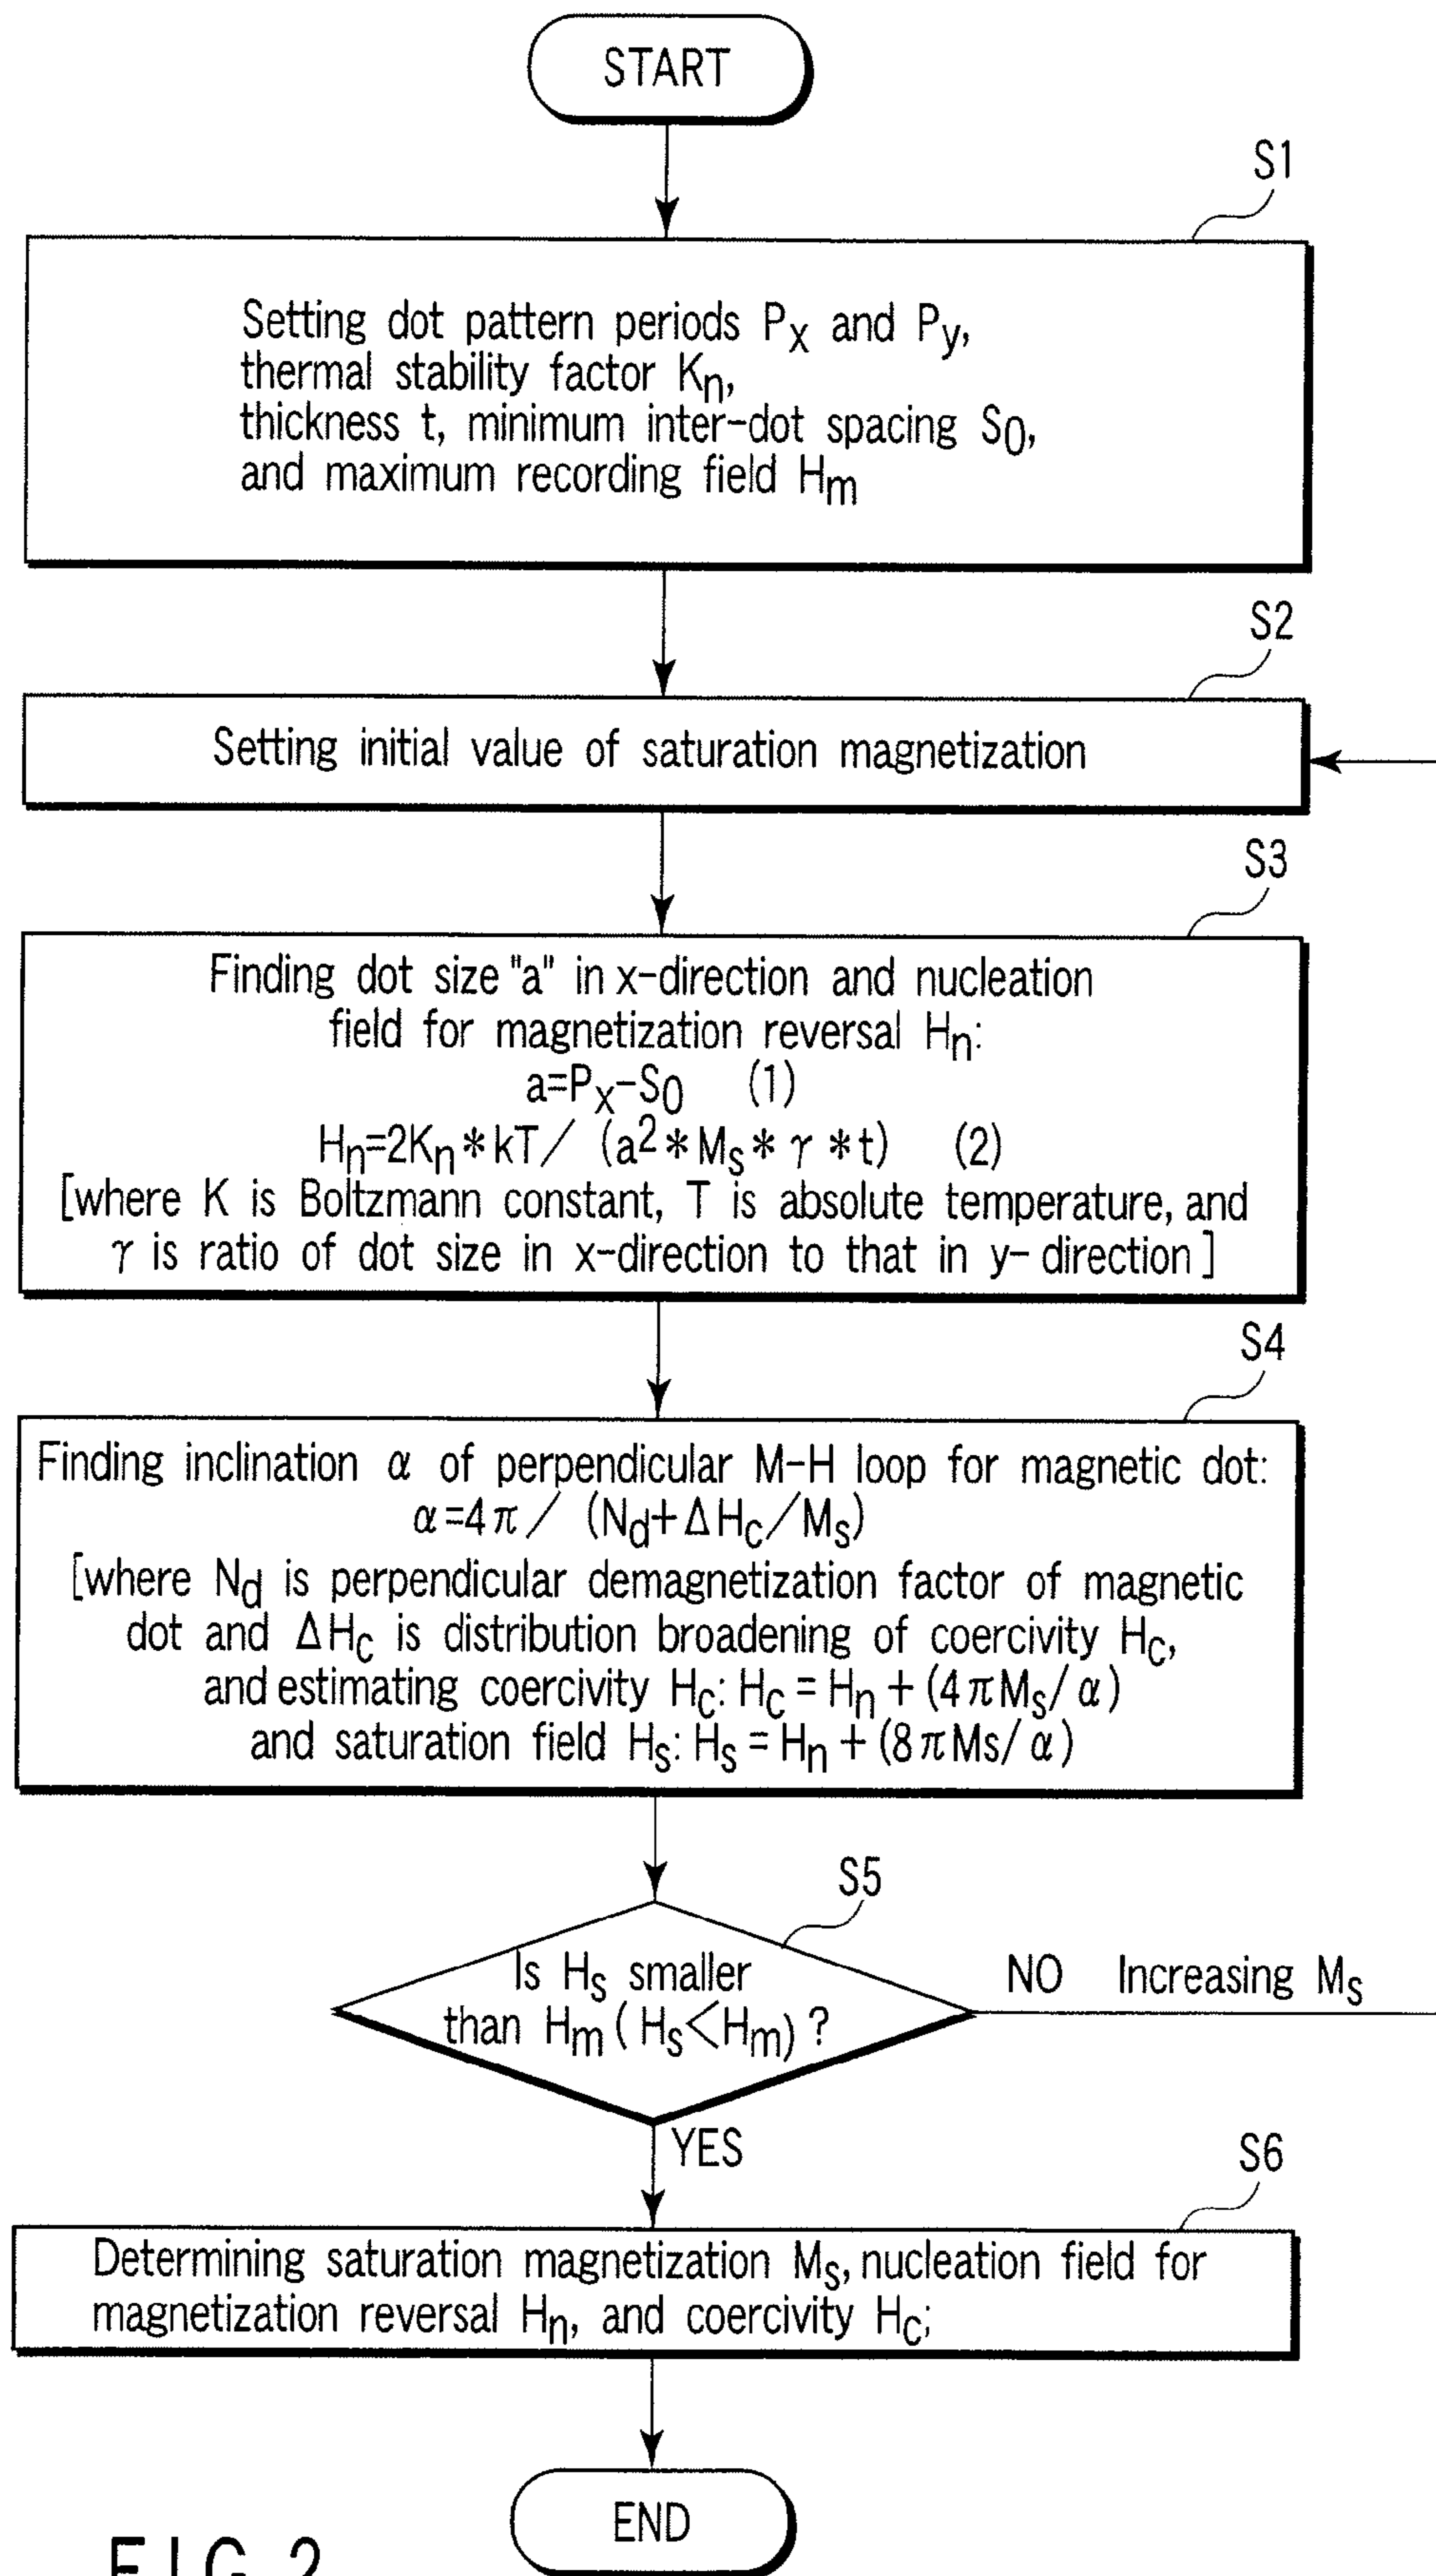 START
S1
Setting dot pattern periods Px and Py,
thermal stability factor Kn,
thickness t, minimum inter-dot spacing S0,
and maximum recording field Hm
S2
Setting initial value of saturation magnetization
S3
Finding dot size "a" in x-direction and nucleation
field for magnetization reversal Hn:
a=Px-S0 (1)
Hn=2Kn*kT/ (a²*Ms*γ*t) (2)
[where K is Boltzmann constant, T is absolute temperature, and
γ is ratio of dot size in x-direction to that in y-direction]
S4
Finding inclination α of perpendicular M-H loop for magnetic dot:
α=4π/ (Nd+ΔHc/Ms)
[where Nd is perpendicular demagnetization factor of magnetic
dot and ΔHc is distribution broadening of coercivity Hc,
and estimating coercivity Hc: Hc = Hn + (4πMs/α)
and saturation field Hs: Hs = Hn + (8πMs/α)
S5
Is Hs smaller
than Hm (Hs<Hm)?
NO Increasing Ms
YES
S6
Determining saturation magnetization Ms, nucleation field for
magnetization reversal Hn, and coercivity Hc;
END
FIG. 2